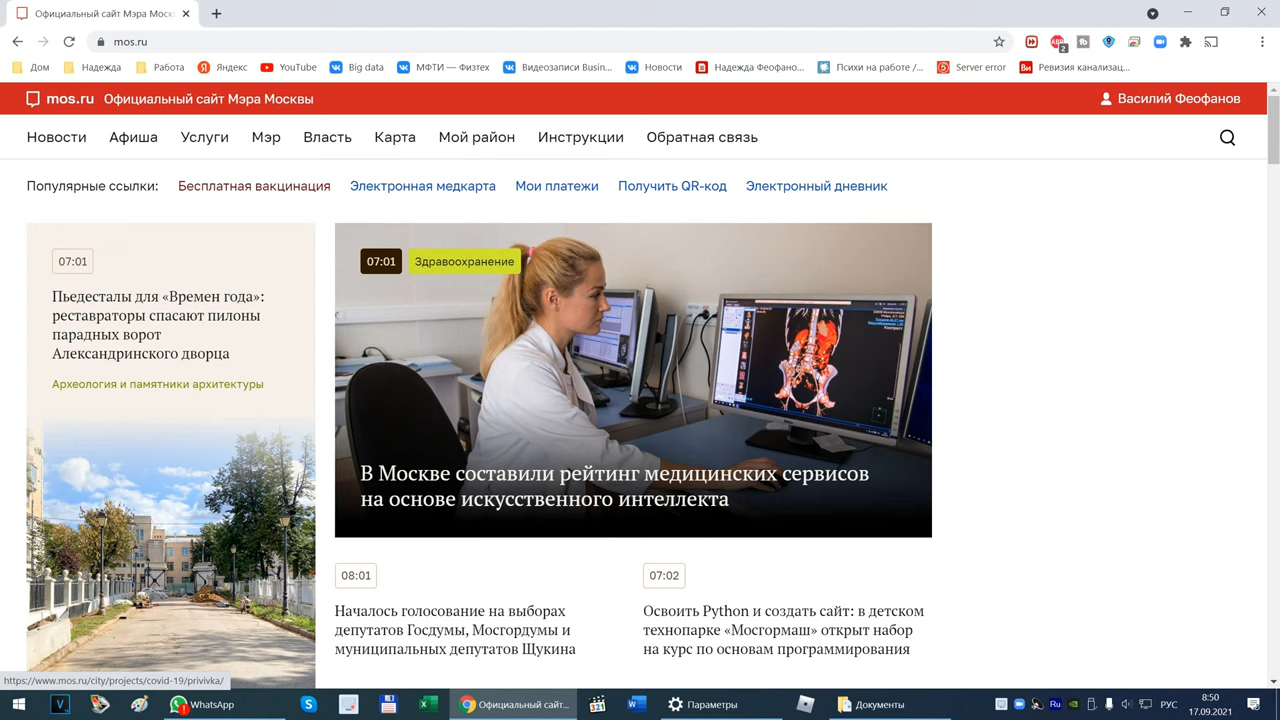 Официальный сайт Мэра Моск
mos.ru
2
Дом
Надежда
Работа
Яндекс
YouTube
Big data
МФТИ — Физтех
Видеозаписи Busin...
Новости
Надежда Феофано...
Психи на работе /...
Server error
Ревизия канализац...
mos.ru Официальный сайт Мэра Москвы
Василий Феофанов
Новости Афиша Услуги Мэр Власть Карта Мой район Инструкции Обратная связь
Популярные ссылки: Бесплатная вакцинация Электронная медкарта Мои платежи Получить QR-код Электронный дневник
07:01
Пьедесталы для «Времен года»:
реставраторы спасают пилоны
парадных ворот
Александринского дворца
Археология и памятники архитектуры
07:01 Здравоохранение
В Москве составили рейтинг медицинских сервисов
на основе искусственного интеллекта
08:01
Началось голосование на выборах
депутатов Госдумы, Мосгордумы и
муниципальных депутатов Щукина
07:02
Освоить Python и создать сайт: в детском
технопарке «Мосгормаш» открыт набор
на курс по основам программирования
https://www.mos.ru/city/projects/covid-19/privivka/
WhatsApp
Официальный сайт...
Параметры
Документы
РУС
8:50
17.09.2021